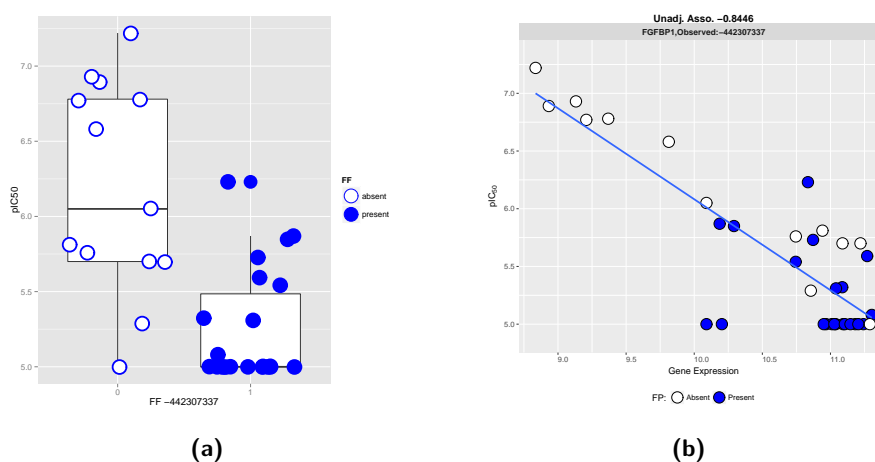 7.0
6.5
6.0
5.5
5.0
pIC50
0
1
FF −442307337
FF
absent
present
(a)
Unadj. Asso. −0.8446
FGFBP1,Observed:−442307337
7.0
6.5
6.0
5.5
5.0
pIC50
9.0
9.5
10.0
10.5
11.0
Gene Expression
FP: Absent Present
(b)